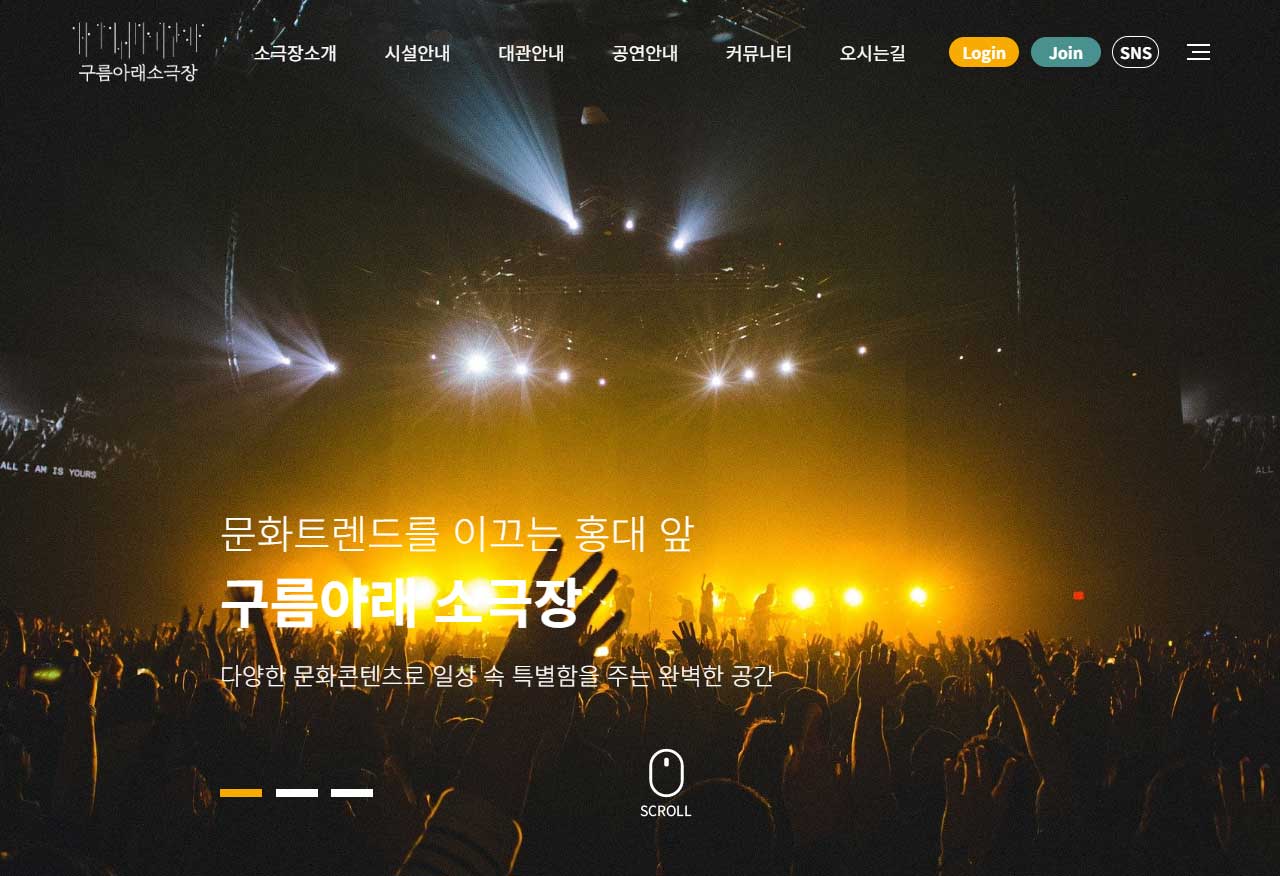 구름아래소극장
소극장소개 시설안내 대관안내 공연안내 커뮤니티 오시는길 Login Join SNS
ALL I AM IS YOURS
ALL
문화트렌드를 이끄는 홍대 앞
구름아래 소극장
다양한 문화콘텐츠로 일상 속 특별함을 주는 완벽한 공간
SCROLL